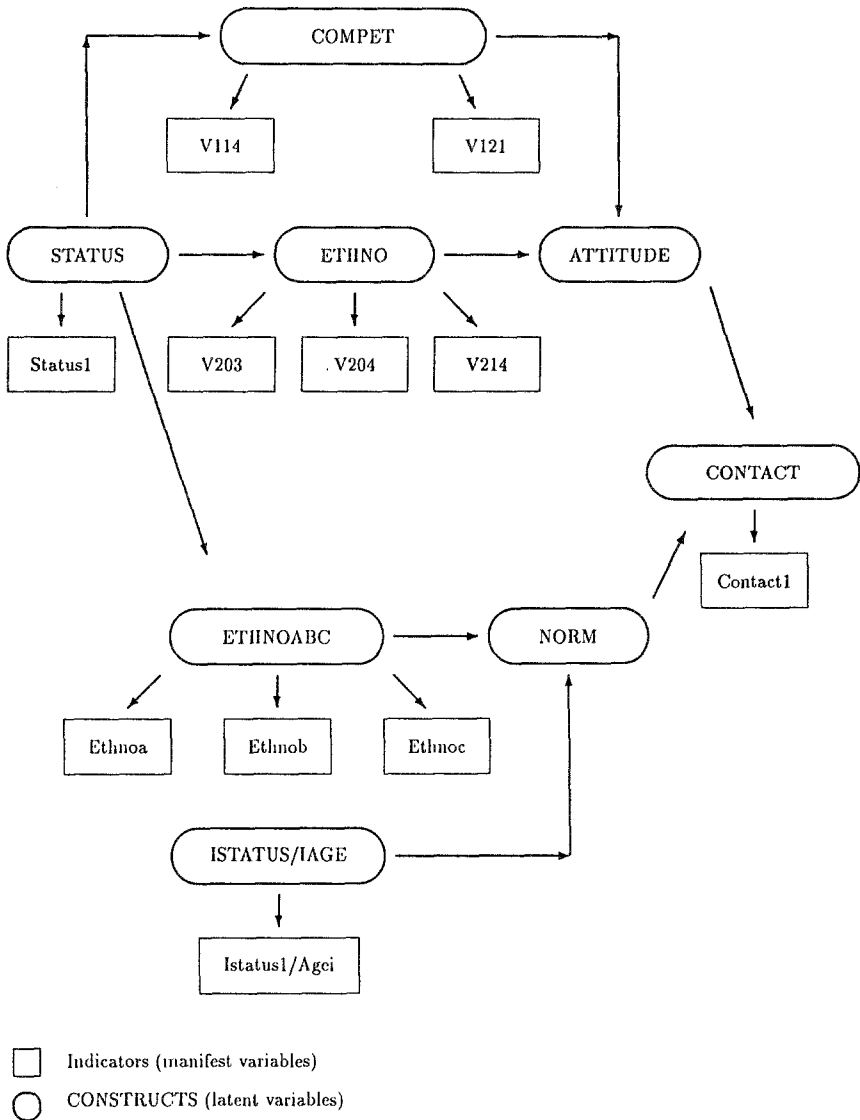 COMPET
V114
V121
STATUS
ETHNO
ATTITUDE
Status1
V203
V204
V214
CONTACT
Contact1
ETHNOABC
NORM
Ethnoa
Ethnob
Ethnoc
ISTATUS/IAGE
Istatus1/Agei
Indicators (manifest variables)
CONSTRUCTS (latent variables)